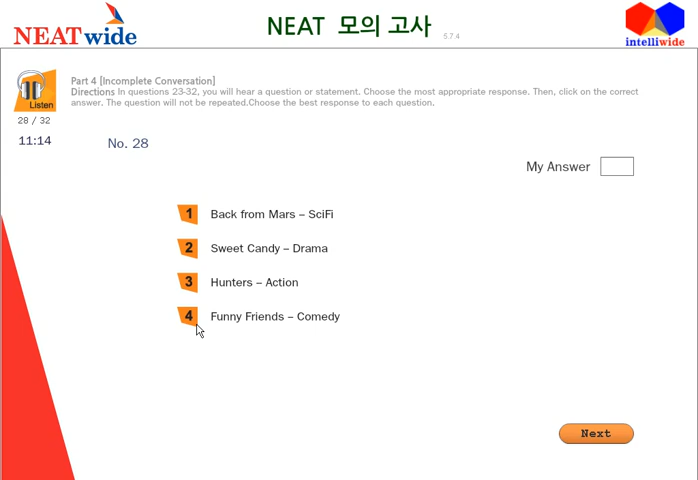 NEATwide
NEAT 모의 고사 5.7.4
intelliwide
Listen
Part 4 [Incomplete Conversation]
Directions In questions 23-32, you will hear a question or statement. Choose the most appropriate response. Then, click on the correct
answer. The question will not be repeated.Choose the best response to each question.
28 / 32
11:14
No. 28
My Answer
1 Back from Mars – SciFi
2 Sweet Candy – Drama
3 Hunters – Action
4 Funny Friends – Comedy
Next